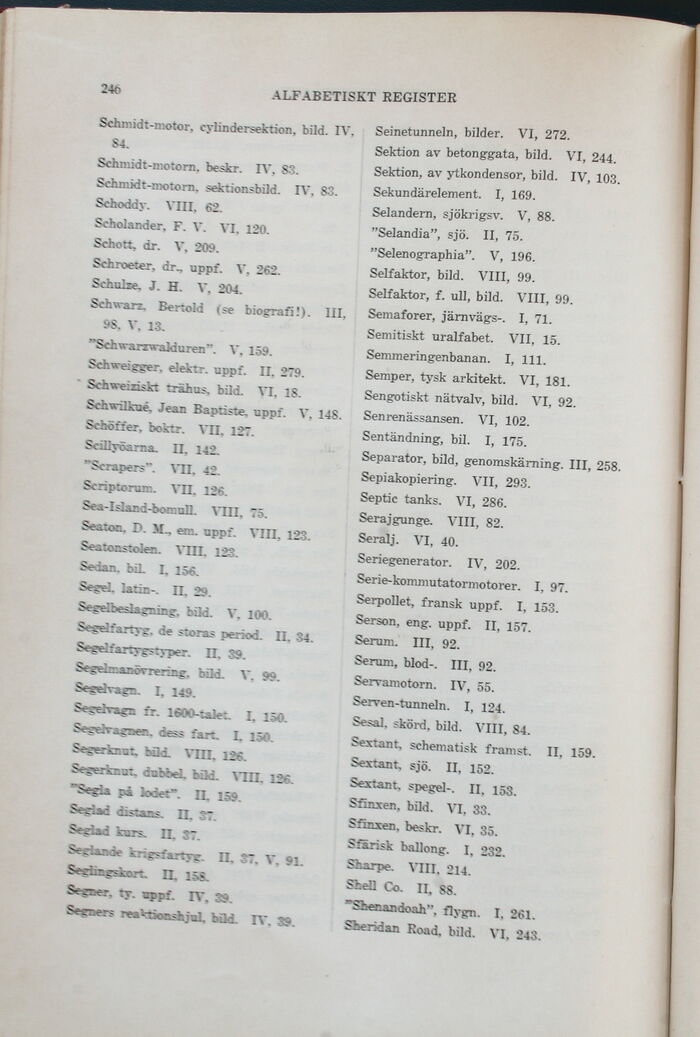 246
ALFABETISKT REGISTER
Schmidt-motor, cylindersektion, bild. IV,
84.
Schmidt-motorn, beskr. IV, 83.
Schmidt-motorn, sektionsbild. IV, 83.
Schoddy. VIII, 62.
Scholander, F. V. VI, 120.
Schott, dr. V, 209.
Schroeter, dr., uppf. V, 262.
Schulze, J. H. V, 204.
Schwarz, Bertold (se biografi!). III,
98, V, 13.
"Schwarzwalduren". V, 159.
Schweigger, elektr. uppf. II, 279.
Schweiziskt trähus, bild. VI, 18.
Schwilkué, Jean Baptiste, uppf. V, 148.
Schöffer, boktr. VII, 127.
Scillyöarna. II, 142.
"Scrapers". VII, 42.
Scriptorum. VII, 126.
Sea-Island-bomull. VIII, 75.
Seaton, D. M., em. uppf. VIII, 123.
Seatonstolen. VIII, 123.
Sedan, bil. I, 156.
Segel, latin-. II, 29.
Segelbeslagning, bild. V, 100.
Segelfartyg, de storas period. II, 34.
Segelfartygstyper. II, 39.
Segelmanövrering, bild. V, 99.
Segelvagn. I, 149.
Segelvagn fr. 1600-talet. I, 150.
Segelvagnen, dess fart. I, 150.
Segerknut, bild. VIII, 126.
Segerknut, dubbel, bild. VIII, 126.
"Segla på lodet". II, 159.
Seglad distans. II, 37.
Seglad kurs. II, 37.
Seglande krigsfartyg. II, 37, V, 91.
Seglingskort. II, 158.
Segner, ty. uppf. IV, 39.
Segners reaktionshjul, bild. IV, 39.
Seinetunneln, bilder. VI, 272.
Sektion av betonggata, bild. VI, 244.
Sektion, av ytkondensor, bild. IV, 103.
Sekundärelement. I, 169.
Selandern, sjökrigsv. V, 88.
"Selandia", sjö. II, 75.
"Selenographia". V, 196.
Selfaktor, bild. VIII, 99.
Selfaktor, f. ull, bild. VIII, 99.
Semaforer, järnvägs-. I, 71.
Semitiskt uralfabet. VII, 15.
Semmeringenbanan. I, 111.
Semper, tysk arkitekt. VI, 181.
Sengotiskt nätvalv, bild. VI, 92.
Senrenässansen. VI, 102.
Sentändning, bil. I, 175.
Separator, bild, genomskärning. III, 258.
Sepiakopiering. VII, 293.
Septic tanks. VI, 286.
Serajgunge. VIII, 82.
Seralj. VI, 40.
Seriegenerator. IV, 202.
Serie-kommutatormotorer. I, 97.
Serpollet, fransk uppf. I, 153.
Serson, eng. uppf. II, 157.
Serum. III, 92.
Serum, blod-. III, 92.
Servamotorn. IV, 55.
Serven-tunneln. I, 124.
Sesal, skörd, bild. VIII, 84.
Sextant, schematisk framst. II, 159.
Sextant, sjö. II, 152.
Sextant, spegel-. II, 153.
Sfinxen, bild. VI, 33.
Sfinxen, beskr. VI, 35.
Sfärisk ballong. I, 232.
Sharpe. VIII, 214.
Shell Co. II, 88.
"Shenandoah", flygn. I, 261.
Sheridan Road, bild. VI, 243.